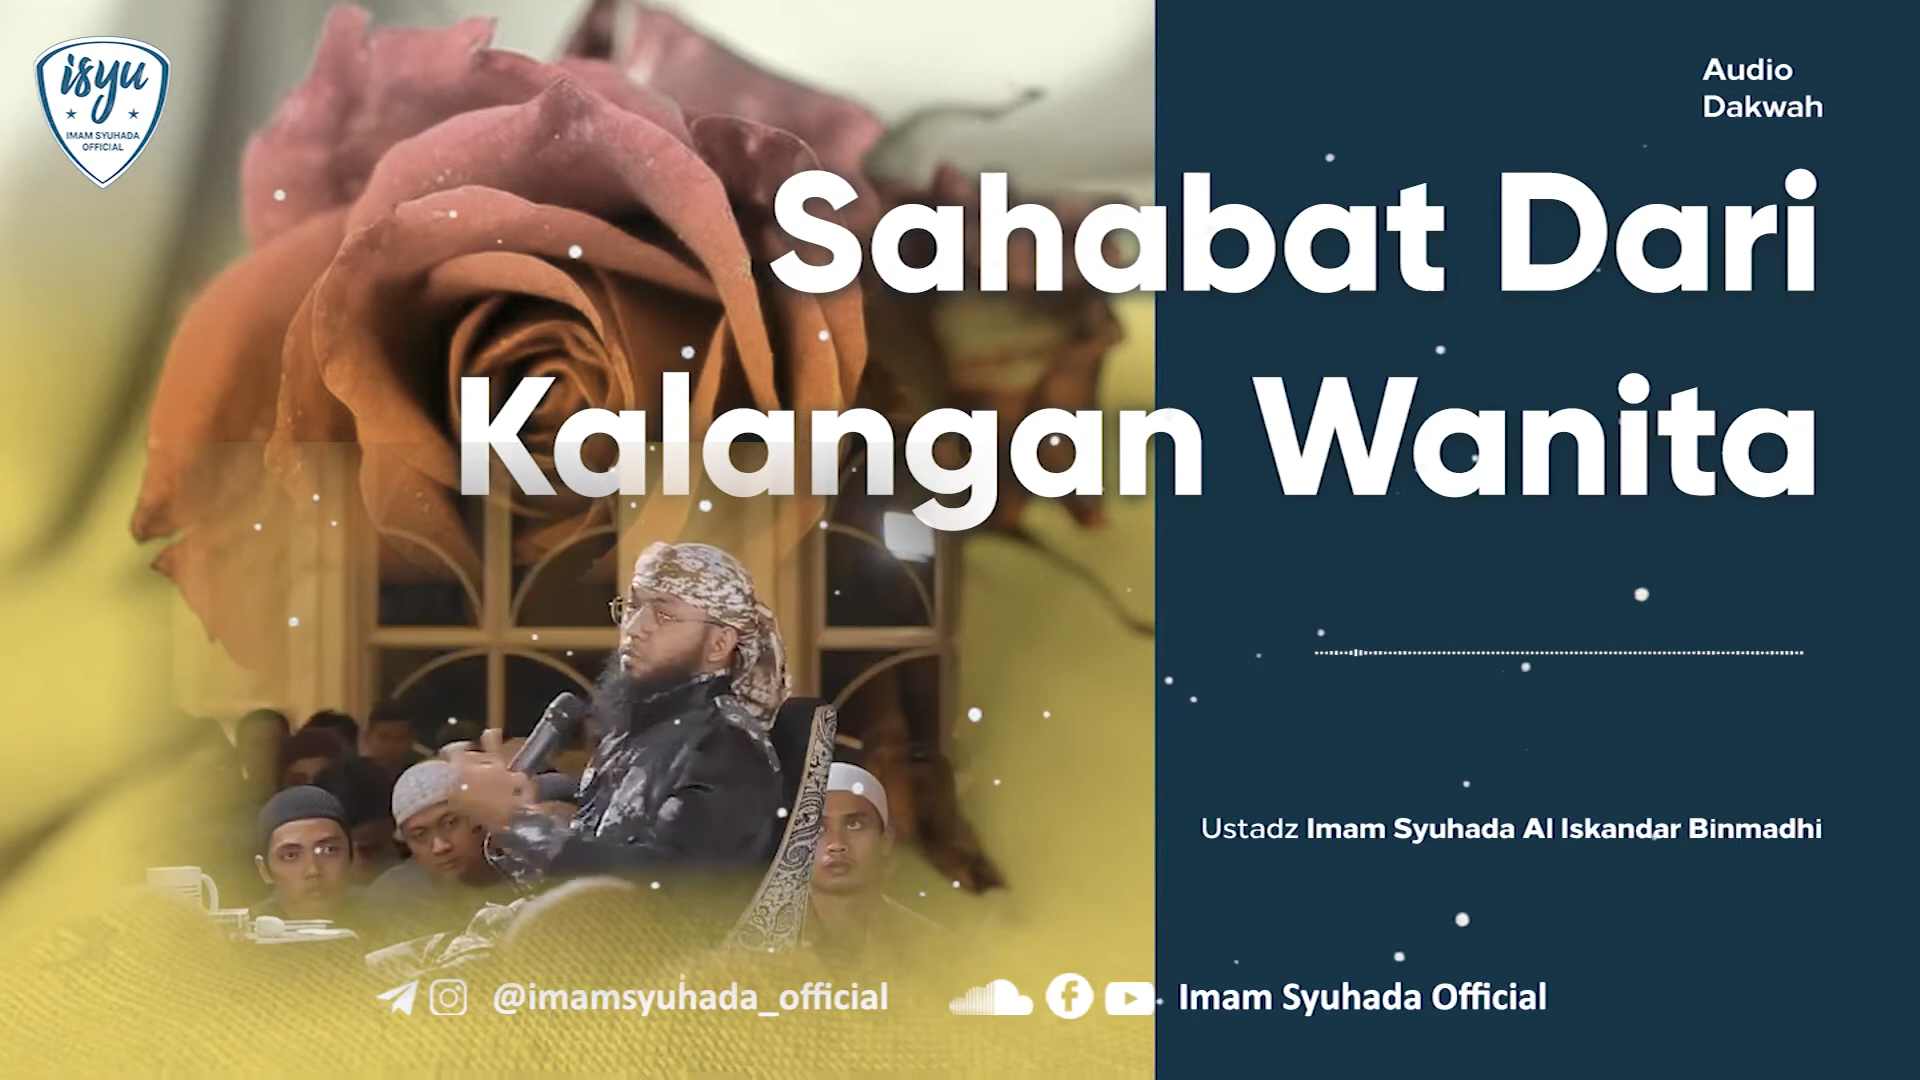 isyu
IMAM SYUHADA
OFFICIAL
Audio
Dakwah
Sahabat Dari
Kalangan Wanita
Ustadz Imam Syuhada Al Iskandar Binmadhi
@imamsyuhada_official
Imam Syuhada Official